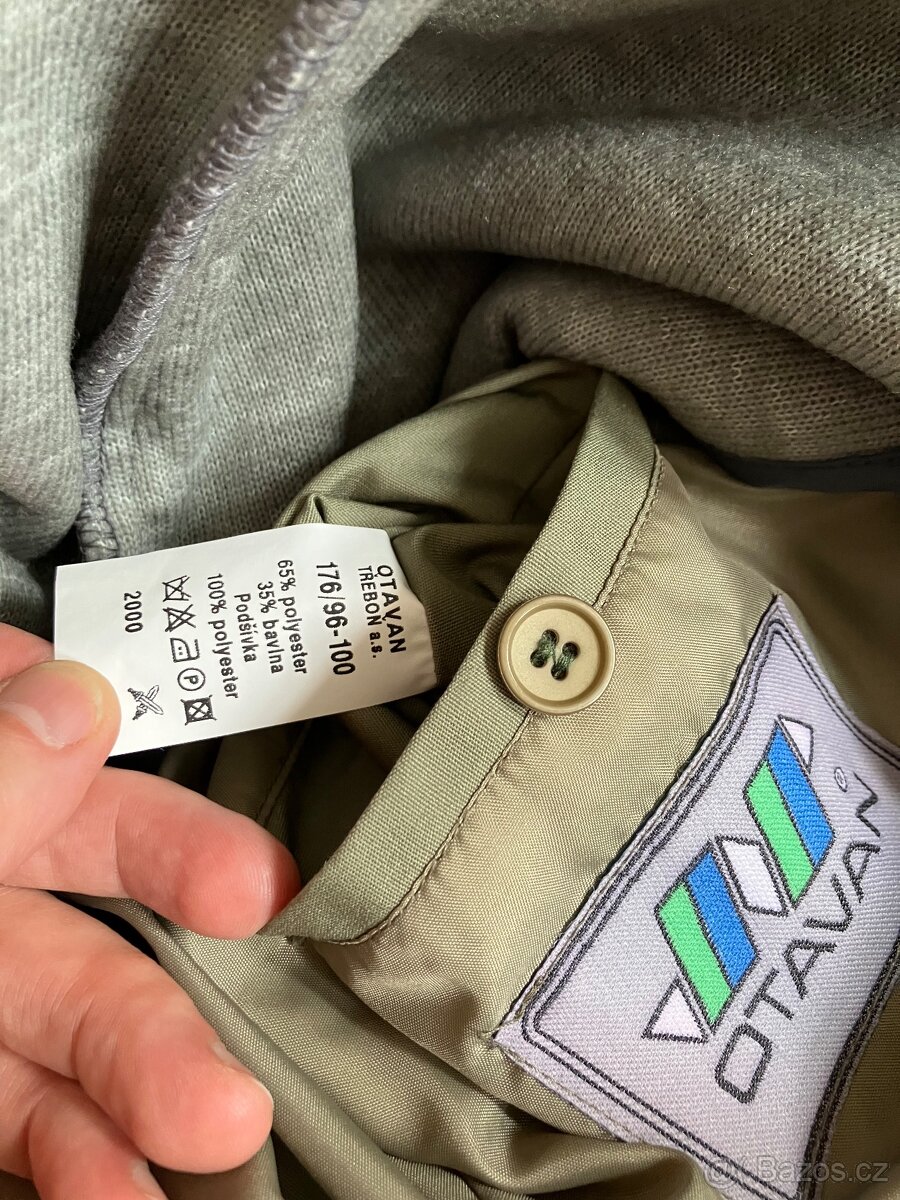 OTAVAN
TŘEBOŇ a.s.
176/96-100
65% polyester
35% bavlna
Podšívka
100% polyester
P
2000
OTAVAN®
Bazos.cz